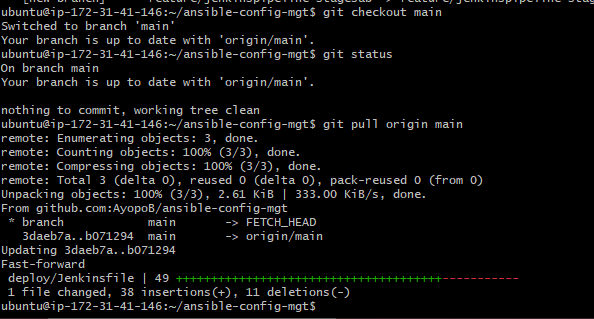 ubuntu@ip-172-31-41-146:~/ansible-config-mgt$ git checkout main
Switched to branch 'main'
Your branch is up to date with 'origin/main'.
ubuntu@ip-172-31-41-146:~/ansible-config-mgt$ git status
On branch main
Your branch is up to date with 'origin/main'.

nothing to commit, working tree clean
ubuntu@ip-172-31-41-146:~/ansible-config-mgt$ git pull origin main
remote: Enumerating objects: 3, done.
remote: Counting objects: 100% (3/3), done.
remote: Compressing objects: 100% (3/3), done.
remote: Total 3 (delta 0), reused 0 (delta 0), pack-reused 0 (from 0)
Unpacking objects: 100% (3/3), 2.61 KiB | 333.00 KiB/s, done.
From github.com:AyopoB/ansible-config-mgt
 * branch            main       -> FETCH_HEAD
   3daeb7a..b071294  main       -> origin/main
Updating 3daeb7a..b071294
Fast-forward
 deploy/Jenkinsfile | 49 ++++++++++++++++++++++++++++++++++++++-----------
 1 file changed, 38 insertions(+), 11 deletions(-)
ubuntu@ip-172-31-41-146:~/ansible-config-mgt$